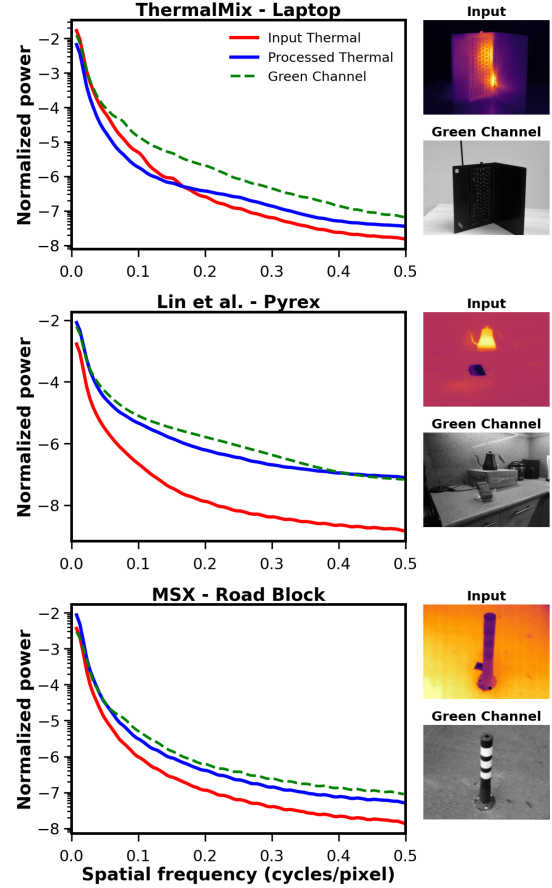 ThermalMix - Laptop
Input
Normalized power
−2
−3
−4
−5
−6
−7
−8
Input Thermal
Processed Thermal
Green Channel
Green Channel
0.0 0.1 0.2 0.3 0.4 0.5
Lin et al. - Pyrex
Input
Normalized power
−2
−4
−6
−8
Green Channel
0.0 0.1 0.2 0.3 0.4 0.5
MSX - Road Block
Input
Normalized power
−2
−3
−4
−5
−6
−7
−8
Green Channel
0.0 0.1 0.2 0.3 0.4 0.5
Spatial frequency (cycles/pixel)